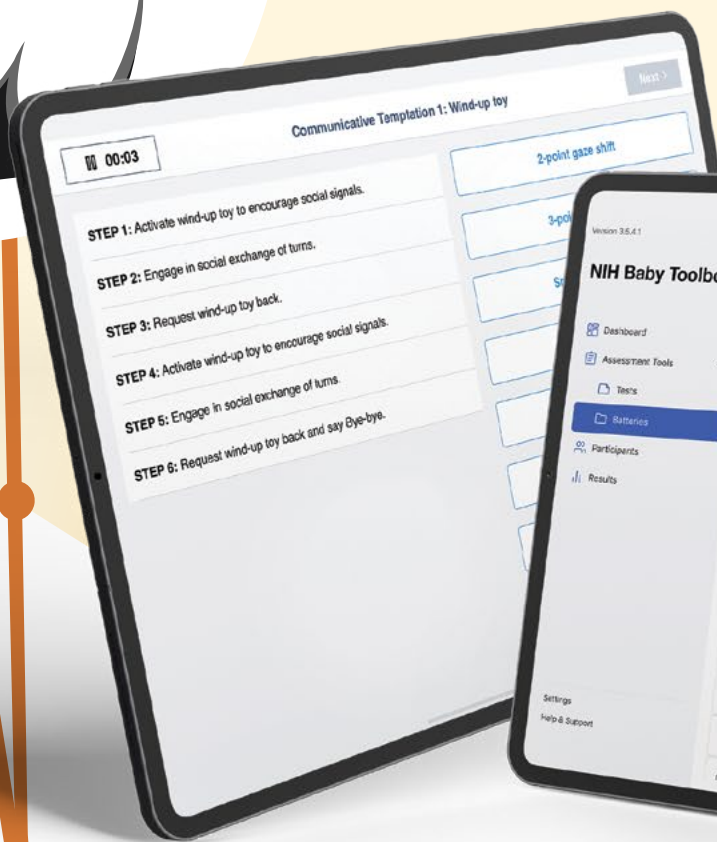 00:03
Communicative Temptation 1: Wind-up toy
Next >
STEP 1: Activate wind-up toy to encourage social signals.
STEP 2: Engage in social exchange of turns.
STEP 3: Request wind-up toy back.
STEP 4: Activate wind-up toy to encourage social signals.
STEP 5: Engage in social exchange of turns.
STEP 6: Request wind-up toy back and say Bye-bye.
2-point gaze shift
Version 3.5.4.1
NIH Baby
Dashboard
Assessment Tools
Tests
Batteries
Participants
Results
Settings
Help & Support